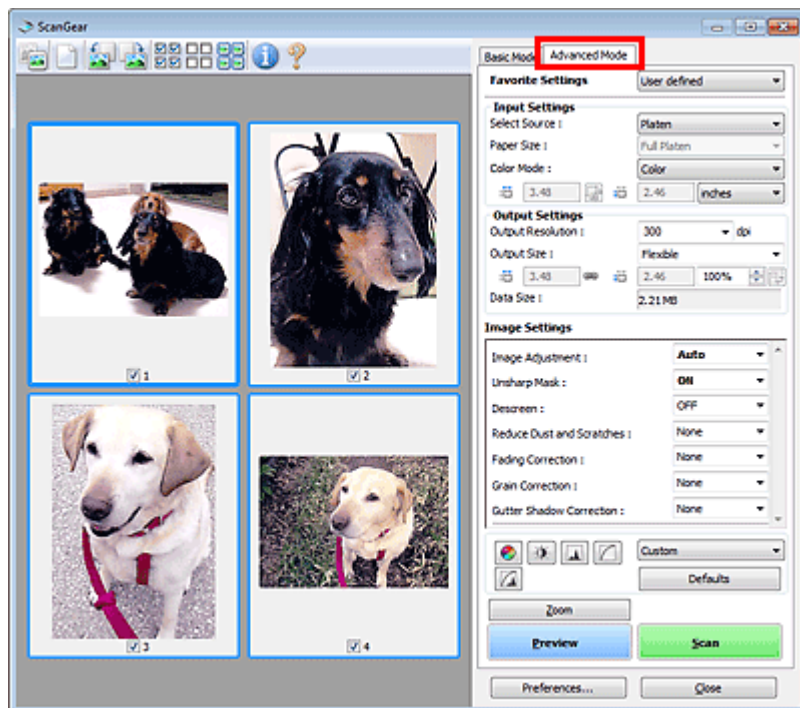 ScanGear
Basic Mode Advanced Mode
Favorite Settings User defined
Input Settings
Select Source : Platen
Paper Size : Full Platen
Color Mode : Color
3.48 2.46 inches
Output Settings
Output Resolution : 300 dpi
Output Size : Flexible
3.48 2.46 100%
Data Size : 2.21 MB
Image Settings
Image Adjustment : Auto
Unsharp Mask : ON
Descreen : OFF
Reduce Dust and Scratches : None
Fading Correction : None
Grain Correction : None
Gutter Shadow Correction : None
Custom
Defaults
Zoom
Preview Scan
Preferences... Close
1
2
3
4